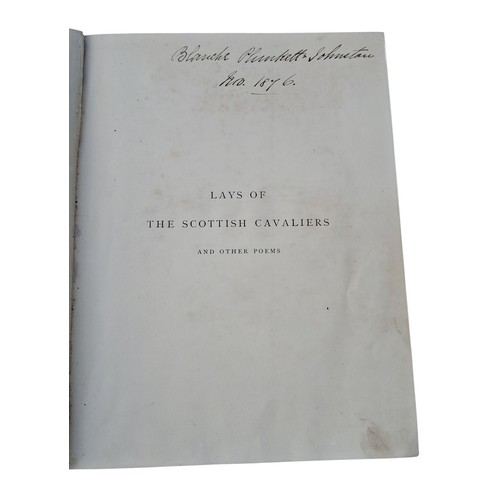 Blanche Plunkett-Johnston
Nov. 1876.
LAYS OF
THE SCOTTISH CAVALIERS
AND OTHER POEMS